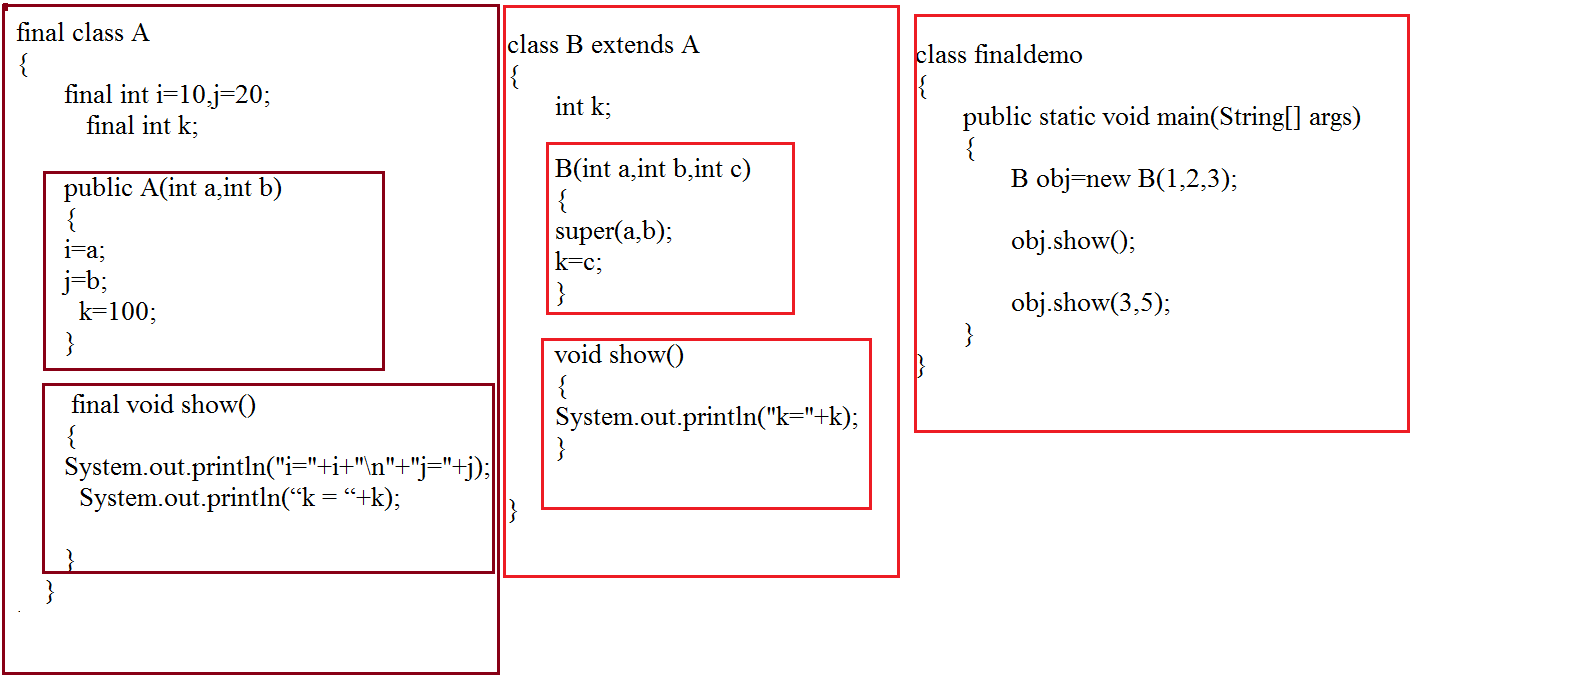 final class A
{
final int i=10,j=20;
final int k;
public A(int a,int b)
{
i=a;
j=b;
k=100;
}
final void show()
{
System.out.println("i="+i+"\n"+"j="+j);
System.out.println(“k = “+k);
}
}
.
class B extends A
{
int k;
B(int a,int b,int c)
{
super(a,b);
k=c;
}
void show()
{
System.out.println("k="+k);
}
}
class finaldemo
{
public static void main(String[] args)
{
B obj=new B(1,2,3);
obj.show();
obj.show(3,5);
}
}